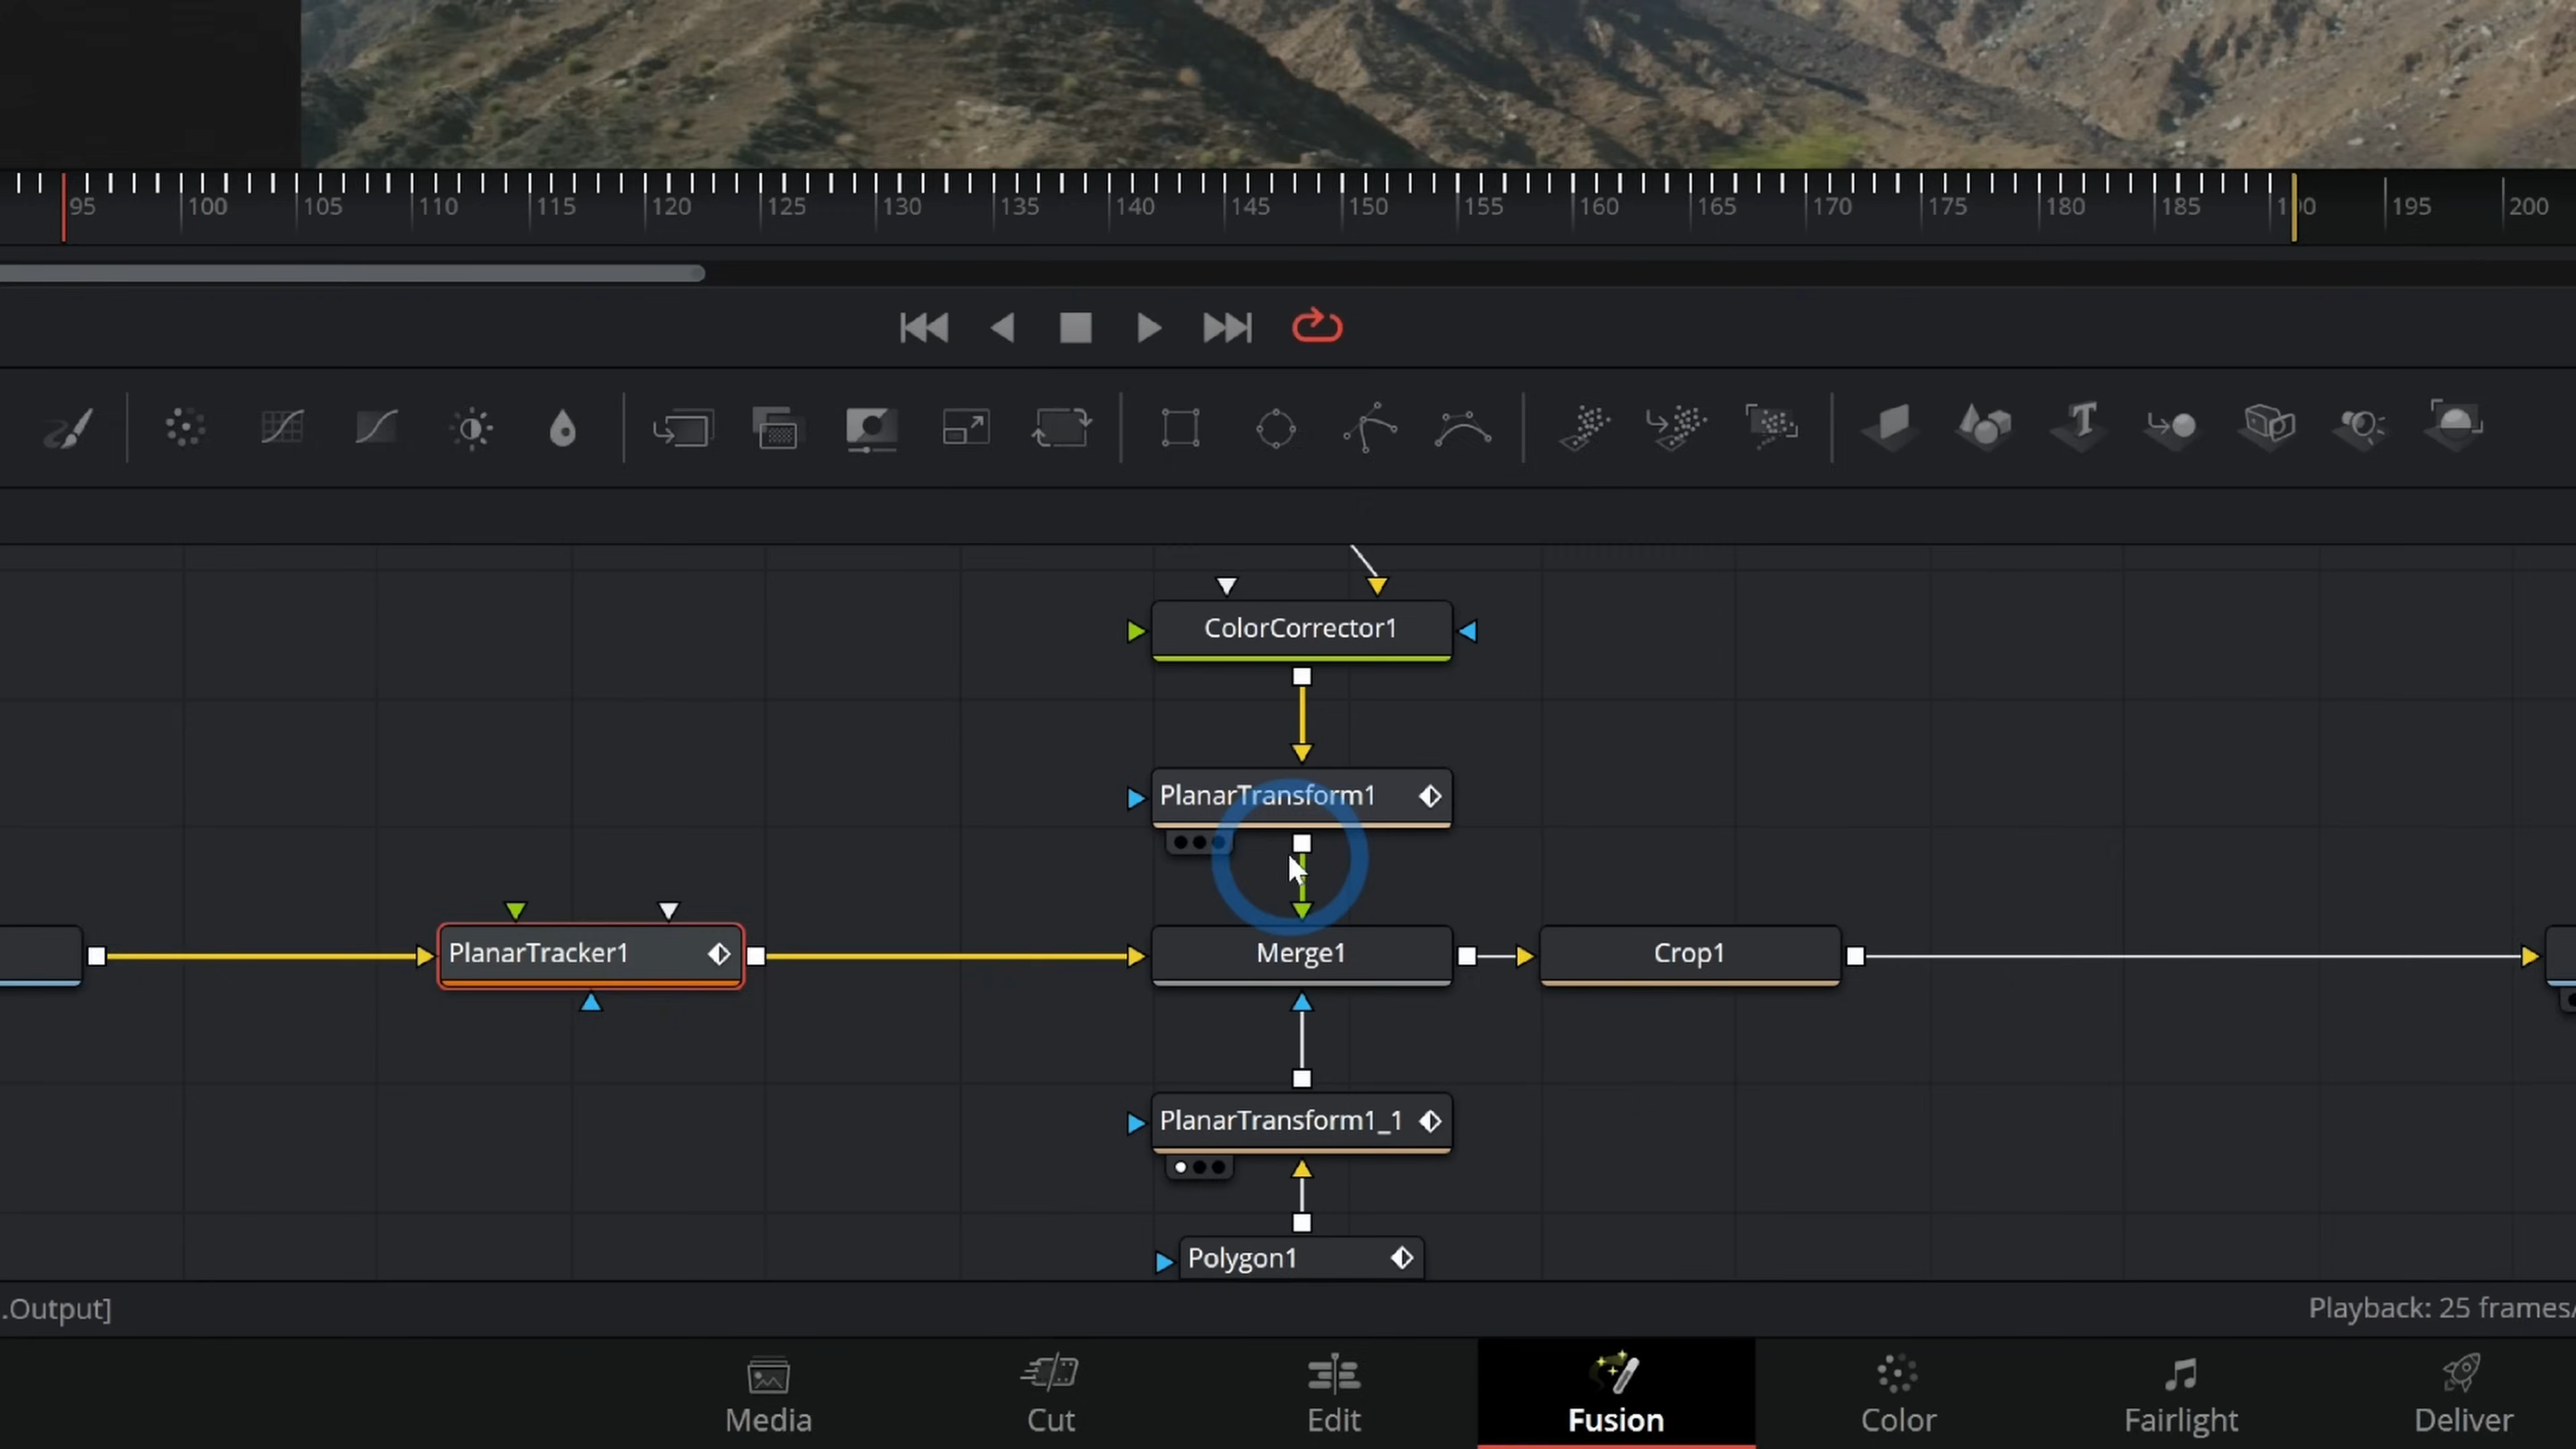 95 100 105 110 115 120 125 130 135 140 145 150 155 160 165 170 175 180 185 190 195 200
ColorCorrector1
PlanarTransform1
PlanarTracker1
Merge1
Crop1
PlanarTransform1_1
Polygon1
.Output]
Playback: 25 frames/
Media
Cut
Edit
Fusion
Color
Fairlight
Deliver